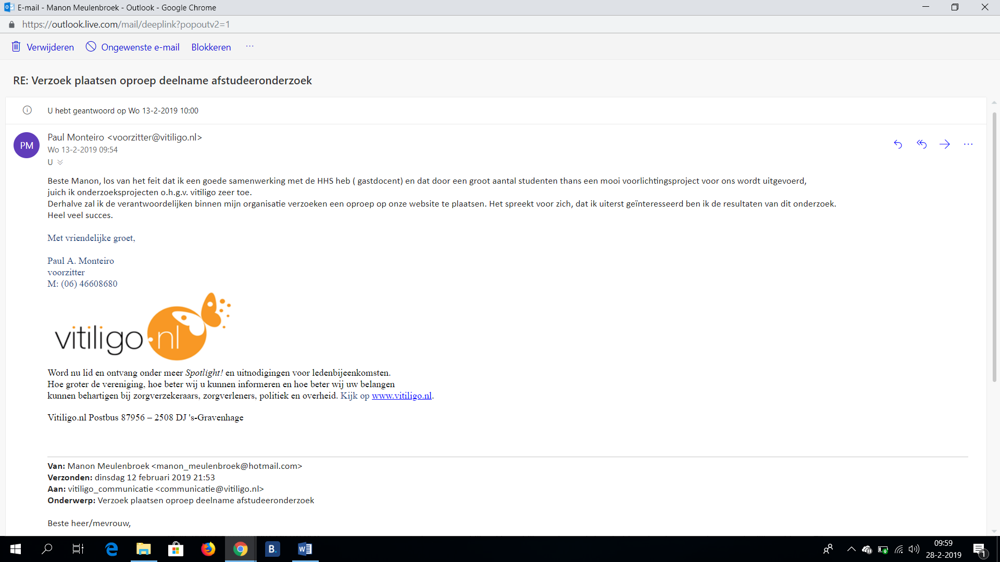 E-mail - Manon Meulenbroek - Outlook - Google Chrome
https://outlook.live.com/mail/deeplink?popoutv2=1
Verwijderen Ongewenste e-mail Blokkeren ...
RE: Verzoek plaatsen oproep deelname afstudeeronderzoek
U hebt geantwoord op Wo 13-2-2019 10:00
PM
Paul Monteiro <voorzitter@vitiligo.nl>
Wo 13-2-2019 09:54
U
Beste Manon, los van het feit dat ik een goede samenwerking met de HHS heb ( gastdocent) en dat door een groot aantal studenten thans een mooi voorlichtingsproject voor ons wordt uitgevoerd,
juich ik onderzoeksprojecten o.h.g.v. vitiligo zeer toe.
Derhalve zal ik de verantwoordelijken binnen mijn organisatie verzoeken een oproep op onze website te plaatsen. Het spreekt voor zich, dat ik uiterst geïnteresseerd ben ik de resultaten van dit onderzoek.
Heel veel succes.
Met vriendelijke groet,
Paul A. Monteiro
voorzitter
M: (06) 46608680
vitiligo.nl
Word nu lid en ontvang onder meer Spotlight! en uitnodigingen voor ledenbijeenkomsten.
Hoe groter de vereniging, hoe beter wij u kunnen informeren en hoe beter wij uw belangen
kunnen behartigen bij zorgverzekeraars, zorgverleners, politiek en overheid. Kijk op www.vitiligo.nl.
Vitiligo.nl Postbus 87956 – 2508 DJ 's-Gravenhage
Van: Manon Meulenbroek <manon_meulenbroek@hotmail.com>
Verzonden: dinsdag 12 februari 2019 21:53
Aan: vitiligo_communicatie <communicatie@vitiligo.nl>
Onderwerp: Verzoek plaatsen oproep deelname afstudeeronderzoek
Beste heer/mevrouw,
B.
09:59
28-2-2019
1